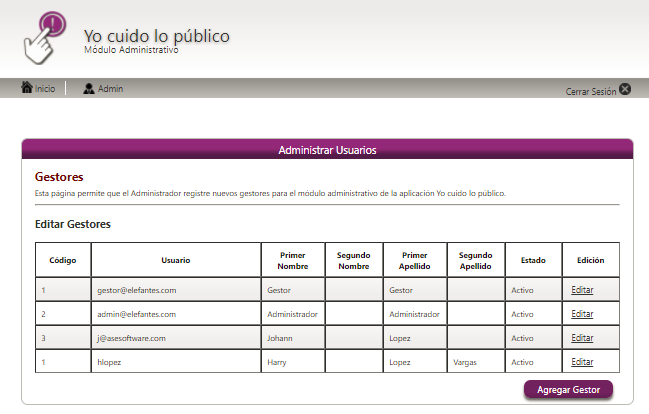 Yo cuido lo público
Módulo Administrativo
Inicio Admin Cerrar Sesión
Administrar Usuarios
Gestores
Esta página permite que el Administrador registre nuevos gestores para el módulo administrativo de la aplicación Yo cuido lo público.
Editar Gestores
Código Usuario Primer Nombre Segundo Nombre Primer Apellido Segundo Apellido Estado Edición
1 gestor@elefantes.com Gestor Gestor Activo Editar
2 admin@elefantes.com Administrador Administrador Activo Editar
3 j@asesoftware.com Johann Lopez Activo Editar
1 hlopez Harry Lopez Vargas Activo Editar
Agregar Gestor